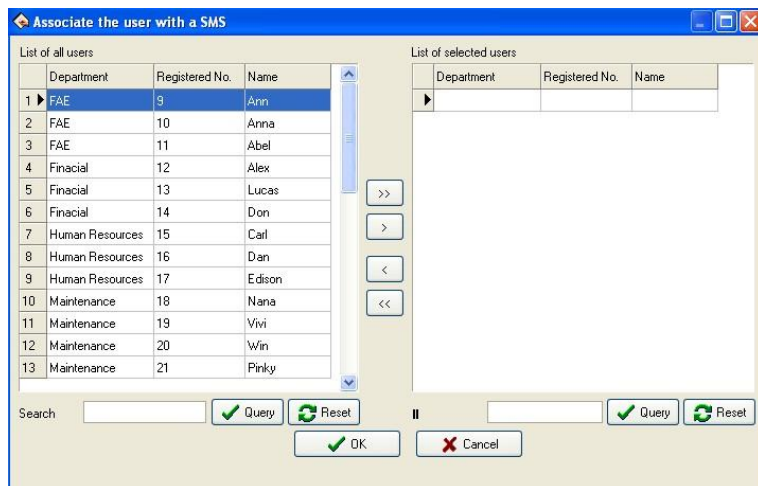 Associate the user with a SMS
List of all users
Department Registered No. Name
1 FAE 9 Ann
2 FAE 10 Anna
3 FAE 11 Abel
4 Finacial 12 Alex
5 Finacial 13 Lucas
6 Finacial 14 Don
7 Human Resources 15 Carl
8 Human Resources 16 Dan
9 Human Resources 17 Edison
10 Maintenance 18 Nana
11 Maintenance 19 Vivi
12 Maintenance 20 Win
13 Maintenance 21 Pinky
Search Query Reset
>>
>
<
<<
List of selected users
Department Registered No. Name
II Query Reset
OK Cancel